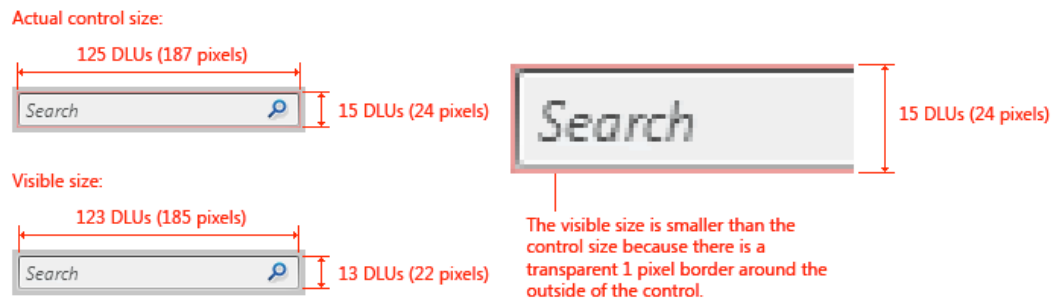 Actual control size:
125 DLUs (187 pixels)
Search
15 DLUs (24 pixels)
Visible size:
123 DLUs (185 pixels)
Search
13 DLUs (22 pixels)
Search
15 DLUs (24 pixels)
The visible size is smaller than the
control size because there is a
transparent 1 pixel border around the
outside of the control.